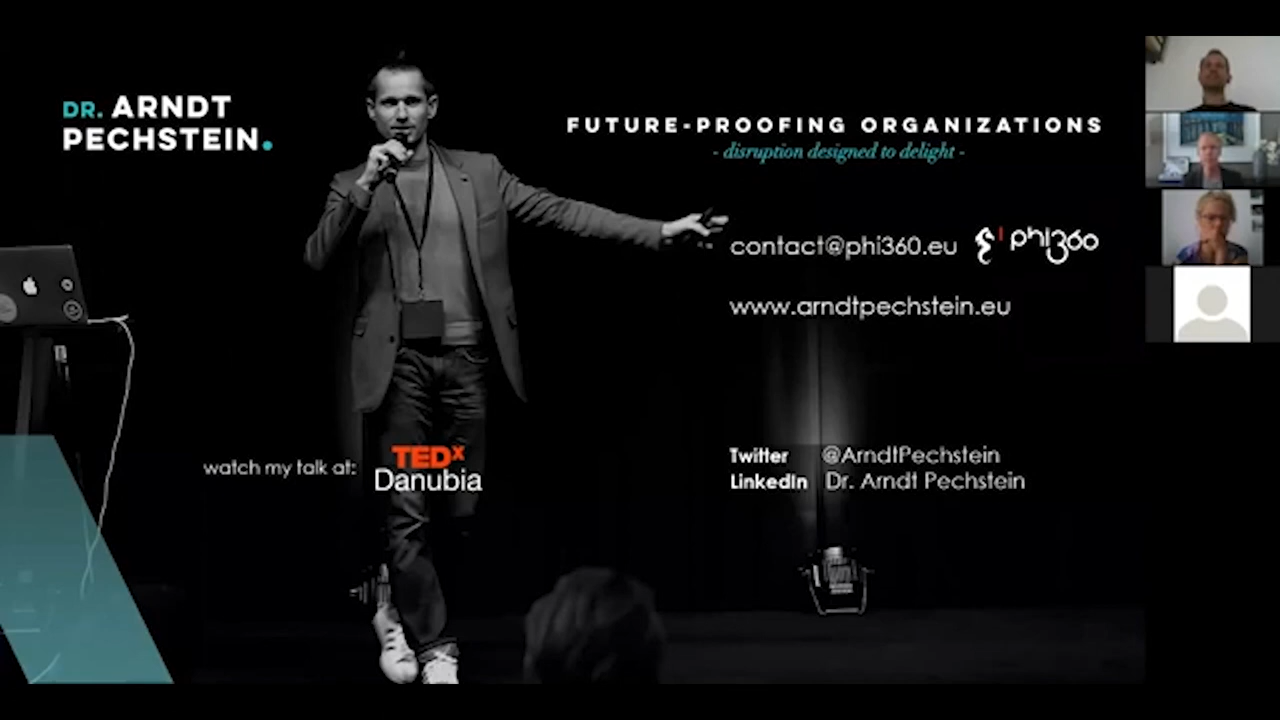 DR. ARNDT
PECHSTEIN.
FUTURE-PROOFING ORGANIZATIONS
- disruption designed to delight -
contact@phi360.eu
phi360
www.arndtpechstein.eu
watch my talk at:
TEDx
Danubia
Twitter @ArndtPechstein
LinkedIn Dr. Arndt Pechstein